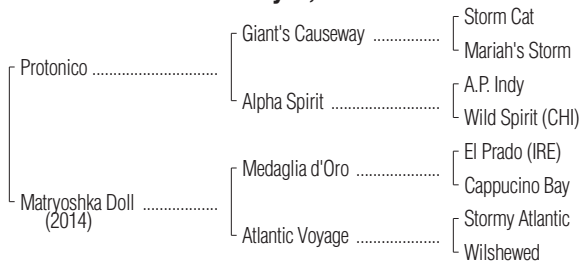 Storm Cat
Giant's Causeway ................
Mariah's Storm
Protonico ..............................
A.P. Indy
Alpha Spirit .........................
Wild Spirit (CHI)
El Prado (IRE)
Medaglia d'Oro ...................
Cappucino Bay
Matryoshka Doll ..................
(2014)
Stormy Atlantic
Atlantic Voyage ...................
Wilshewed